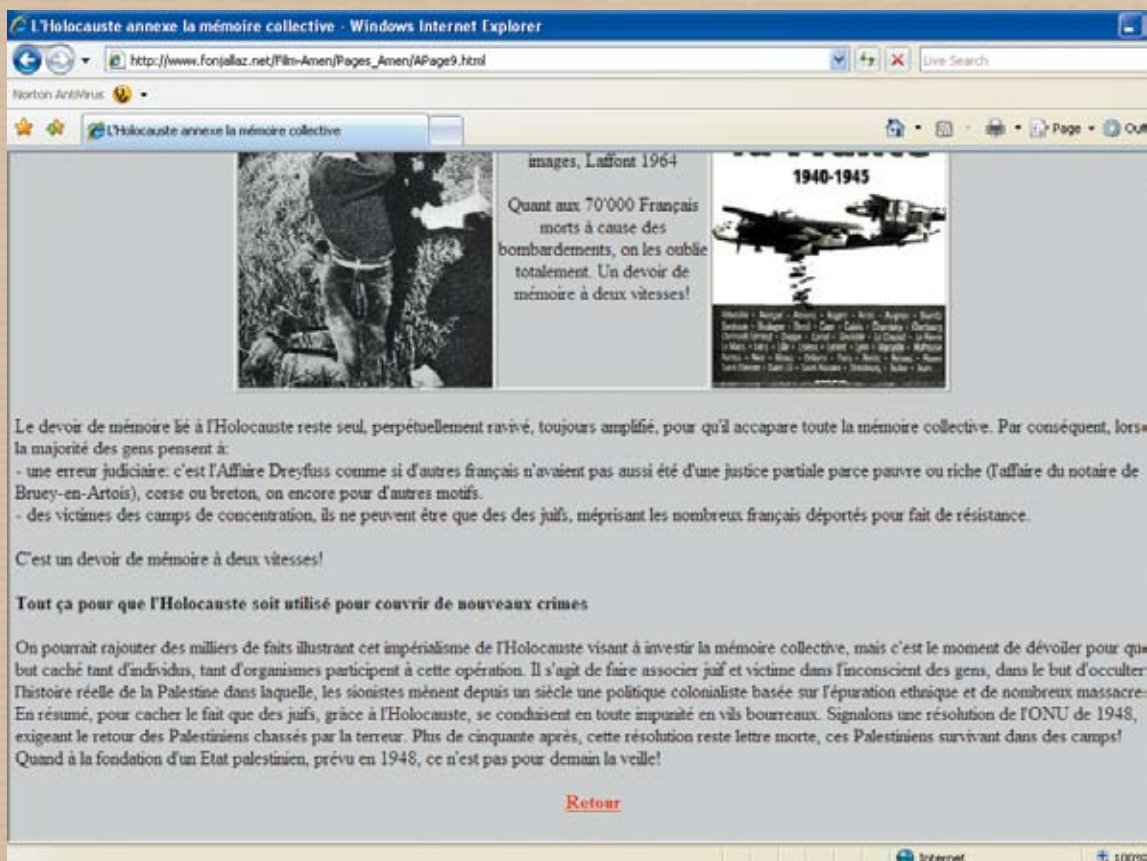 L'Holocauste annexe la mémoire collective - Windows Internet Explorer
http://www.fonjallaz.net/Film-Amen/Pages_Amen/APage9.html
Live Search
Norton AntiVirus
L'Holocauste annexe la mémoire collective
Page
images, Laffont 1964
1940-1945
Quant aux 70'000 Français
morts à cause des
bombardements, on les oublie
totalement. Un devoir de
mémoire à deux vitesses!
Le devoir de mémoire lié à l'Holocauste reste seul, perpétuellement ravivé, toujours amplifié, pour qu'il accapare toute la mémoire collective. Par conséquent, lors
la majorité des gens pensent à:
- une erreur judiciaire: c'est l'Affaire Dreyfuss comme si d'autres français n'avaient pas aussi été d'une justice partiale parce pauvre ou riche (l'affaire du notaire de
Bruey-en-Artois), corse ou breton, on encore pour d'autres motifs.
- des victimes des camps de concentration, ils ne peuvent être que des des juifs, méprisant les nombreux français déportés pour fait de résistance.
C'est un devoir de mémoire à deux vitesses!
Tout ça pour que l'Holocauste soit utilisé pour couvrir de nouveaux crimes
On pourrait rajouter des milliers de faits illustrant cet impérialisme de l'Holocauste visant à investir la mémoire collective, mais c'est le moment de dévoiler pour que
but caché tant d'individus, tant d'organismes participent à cette opération. Il s'agit de faire associer juif et victime dans l'inconscient des gens, dans le but d'occulter
l'histoire réelle de la Palestine dans laquelle, les sionistes mènent depuis un siècle une politique colonialiste basée sur l'épuration ethnique et de nombreux massacre
En résumé, pour cacher le fait que des juifs, grâce à l'Holocauste, se conduisent en toute impunité en vils bourreaux. Signalons une résolution de l'ONU de 1948,
exigeant le retour des Palestiniens chassés par la terreur. Plus de cinquante après, cette résolution reste lettre morte, ces Palestiniens survivant dans des camps!
Quand à la fondation d'un Etat palestinien, prévu en 1948, ce n'est pas pour demain la veille!
Retour
Internet
100%